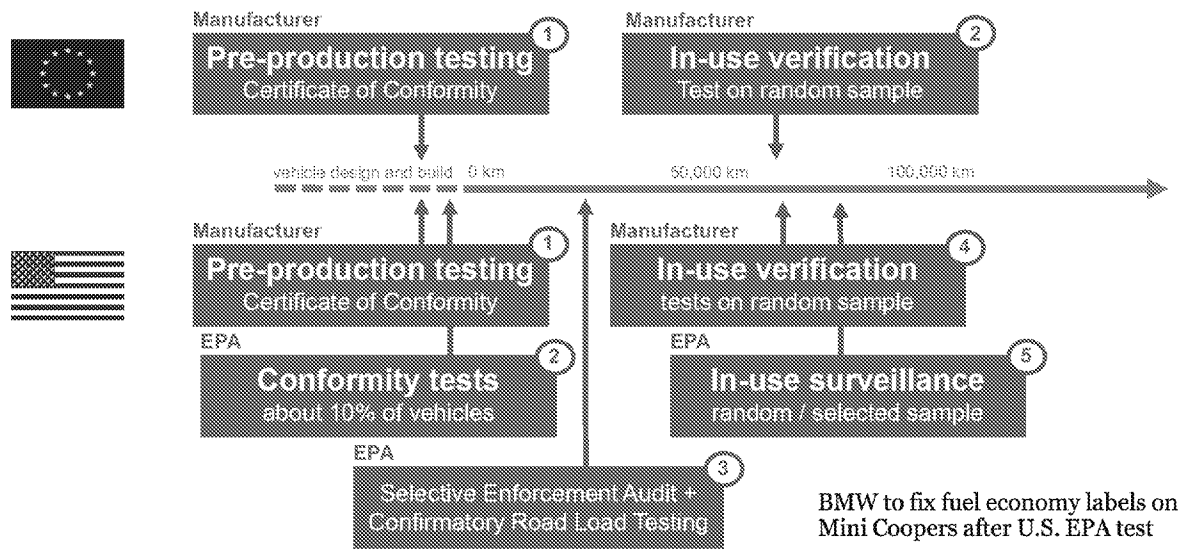 Manufacturer
1
Pre-production testing
Certificate of Conformity
Manufacturer
2
In-use verification
Test on random sample
vehicle design and build 0 km 50,000 km 100,000 km
Manufacturer
1
Pre-production testing
Certificate of Conformity
Manufacturer
4
In-use verification
tests on random sample
EPA
2
Conformity tests
about 10% of vehicles
EPA
5
In-use surveillance
random / selected sample
EPA
3
Selective Enforcement Audit +
Confirmatory Road Load Testing
BMW to fix fuel economy labels on
Mini Coopers after U.S. EPA test